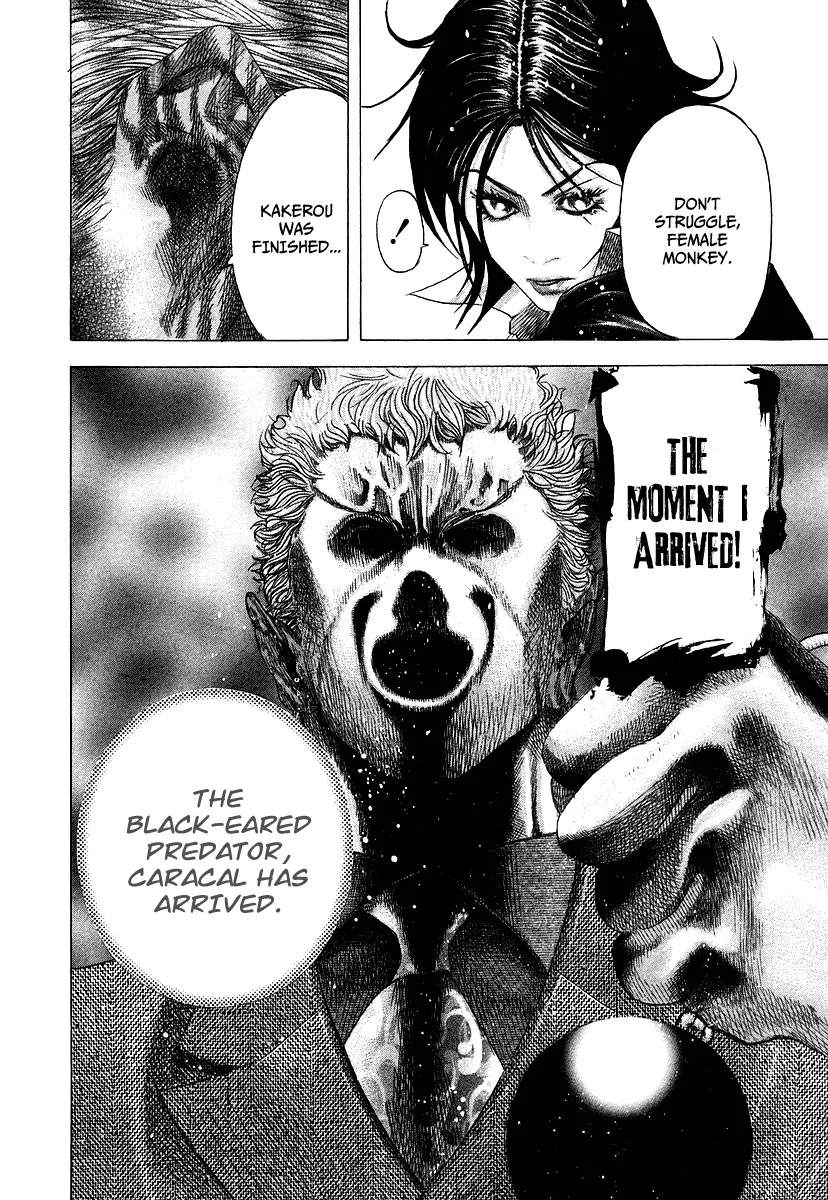 DON'T
STRUGGLE,
FEMALE
MONKEY.
!
KAKEROU
WAS
FINISHED...
THE
MOMENT I
ARRIVED!
THE
BLACK-EARED
PREDATOR,
CARACAL HAS
ARRIVED.